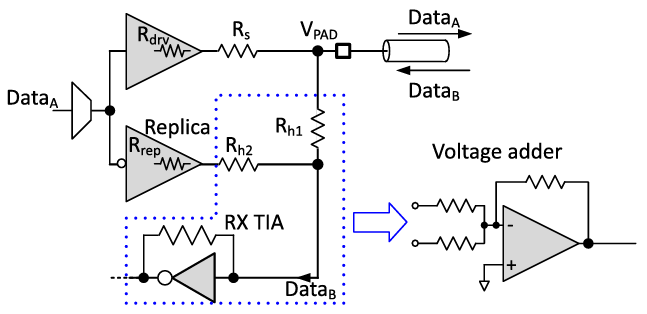 Data_A
R_drv
R_s
V_PAD
Data_A
Data_B
Replica
R_rep
R_h2
R_h1
RX TIA
Data_B
Voltage adder
-
+